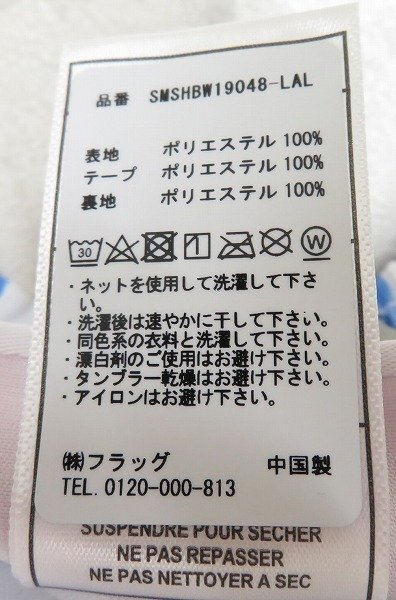 品番 SMSHBW19048-LAL
表地 ポリエステル 100%
テープ ポリエステル 100%
裏地 ポリエステル 100%
30 W
・ネットを使用して洗濯して下さ
い。
・洗濯後は速やかに干して下さい。
・同色系の衣料と洗濯して下さい。
・漂白剤のご使用はお避け下さい。
・タンブラー乾燥はお避け下さい。
・アイロンはお避け下さい。
㈱フラッグ 中国製
TEL. 0120-000-813
SUSPENDRE POUR SECHER
NE PAS REPASSER
NE PAS NETTOYER A SEC